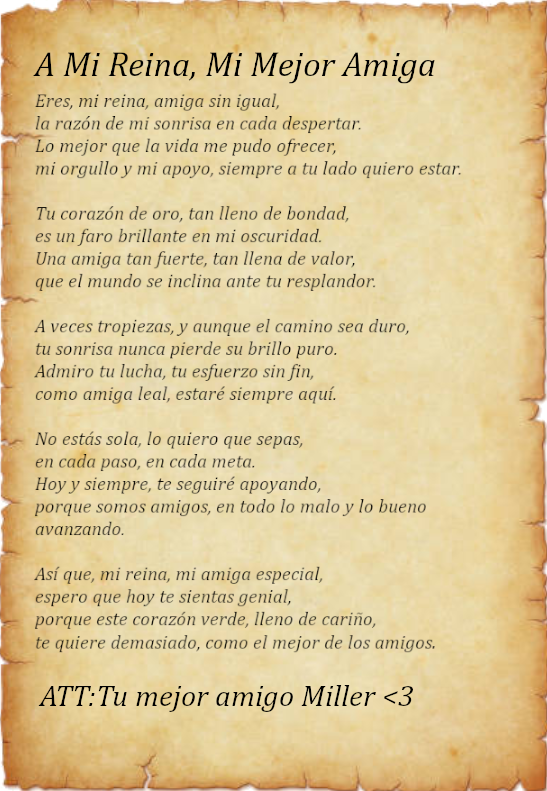 A Mi Reina, Mi Mejor Amiga
Eres, mi reina, amiga sin igual,
la razón de mi sonrisa en cada despertar.
Lo mejor que la vida me pudo ofrecer,
mi orgullo y mi apoyo, siempre a tu lado quiero estar.
Tu corazón de oro, tan lleno de bondad,
es un faro brillante en mi oscuridad.
Una amiga tan fuerte, tan llena de valor,
que el mundo se inclina ante tu resplandor.
A veces tropiezas, y aunque el camino sea duro,
tu sonrisa nunca pierde su brillo puro.
Admiro tu lucha, tu esfuerzo sin fin,
como amiga leal, estaré siempre aquí.
No estás sola, lo quiero que sepas,
en cada paso, en cada meta.
Hoy y siempre, te seguiré apoyando,
porque somos amigos, en todo lo malo y lo bueno
avanzando.
Así que, mi reina, mi amiga especial,
espero que hoy te sientas genial,
porque este corazón verde, lleno de cariño,
te quiere demasiado, como el mejor de los amigos.
ATT:Tu mejor amigo Miller <3